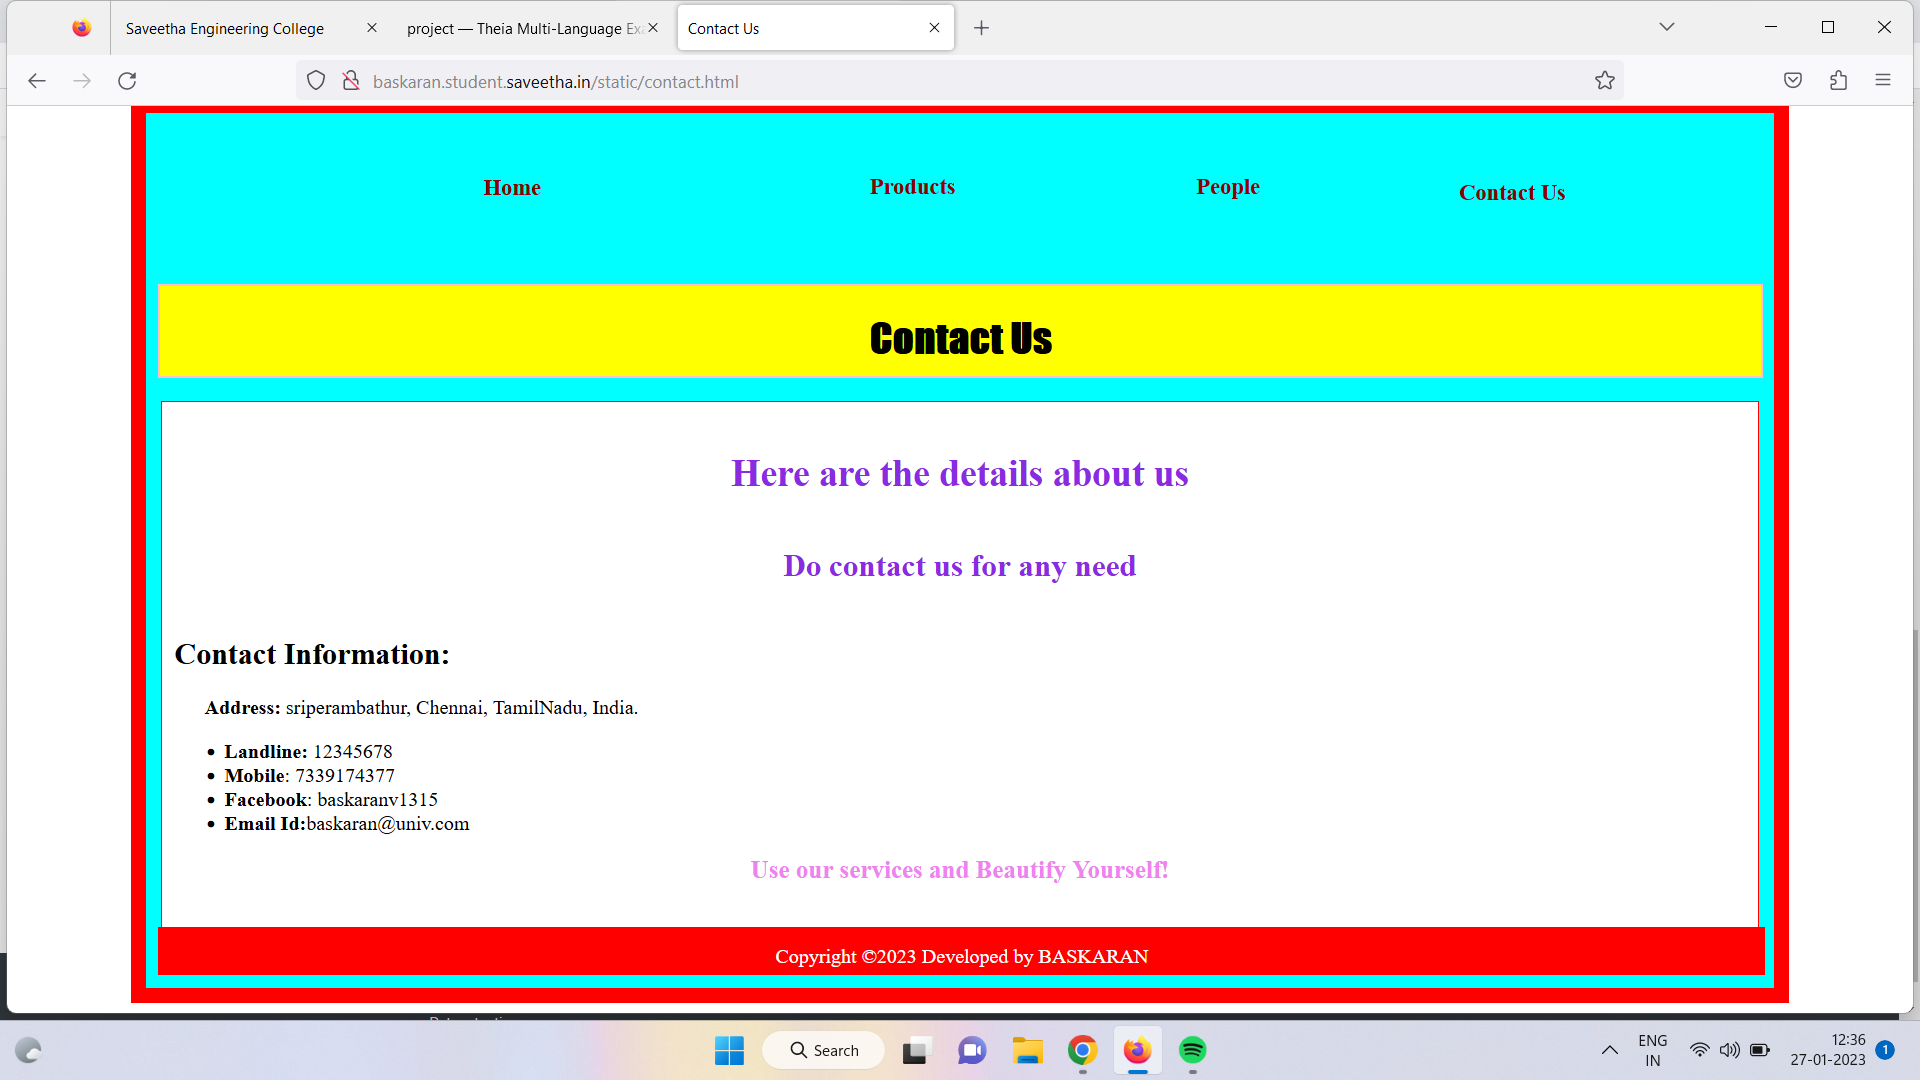 Saveetha Engineering College
project — Theia Multi-Language Exa
Contact Us
baskaran.student.saveetha.in/static/contact.html
Home
Products
People
Contact Us
Contact Us
Here are the details about us
Do contact us for any need
Contact Information:
Address: sriperambathur, Chennai, TamilNadu, India.
Landline: 12345678
Mobile: 7339174377
Facebook: baskaranv1315
Email Id:baskaran@univ.com
Use our services and Beautify Yourself!
Copyright ©2023 Developed by BASKARAN
Search
ENG
IN
12:36
27-01-2023
1